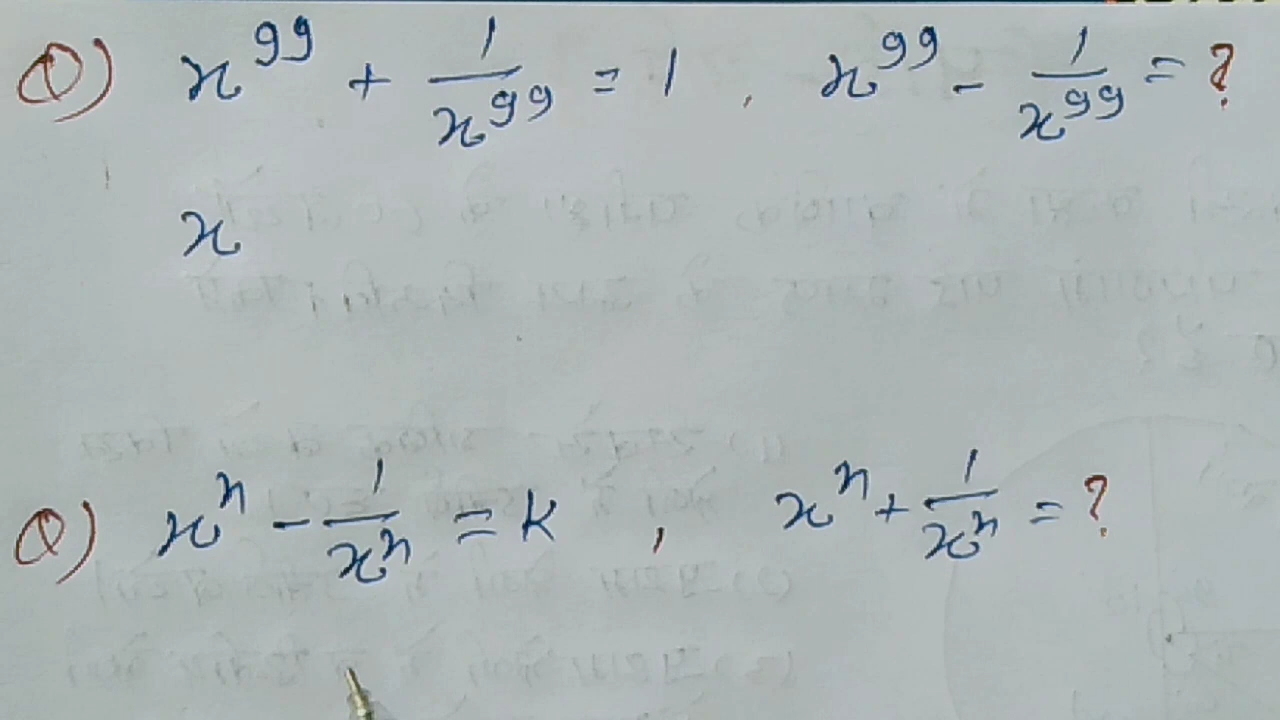 Q) x^99 + 1/x^99 = 1 , x^99 - 1/x^99 = ?
x
Q) x^n - 1/x^n = k , x^n + 1/x^n = ?